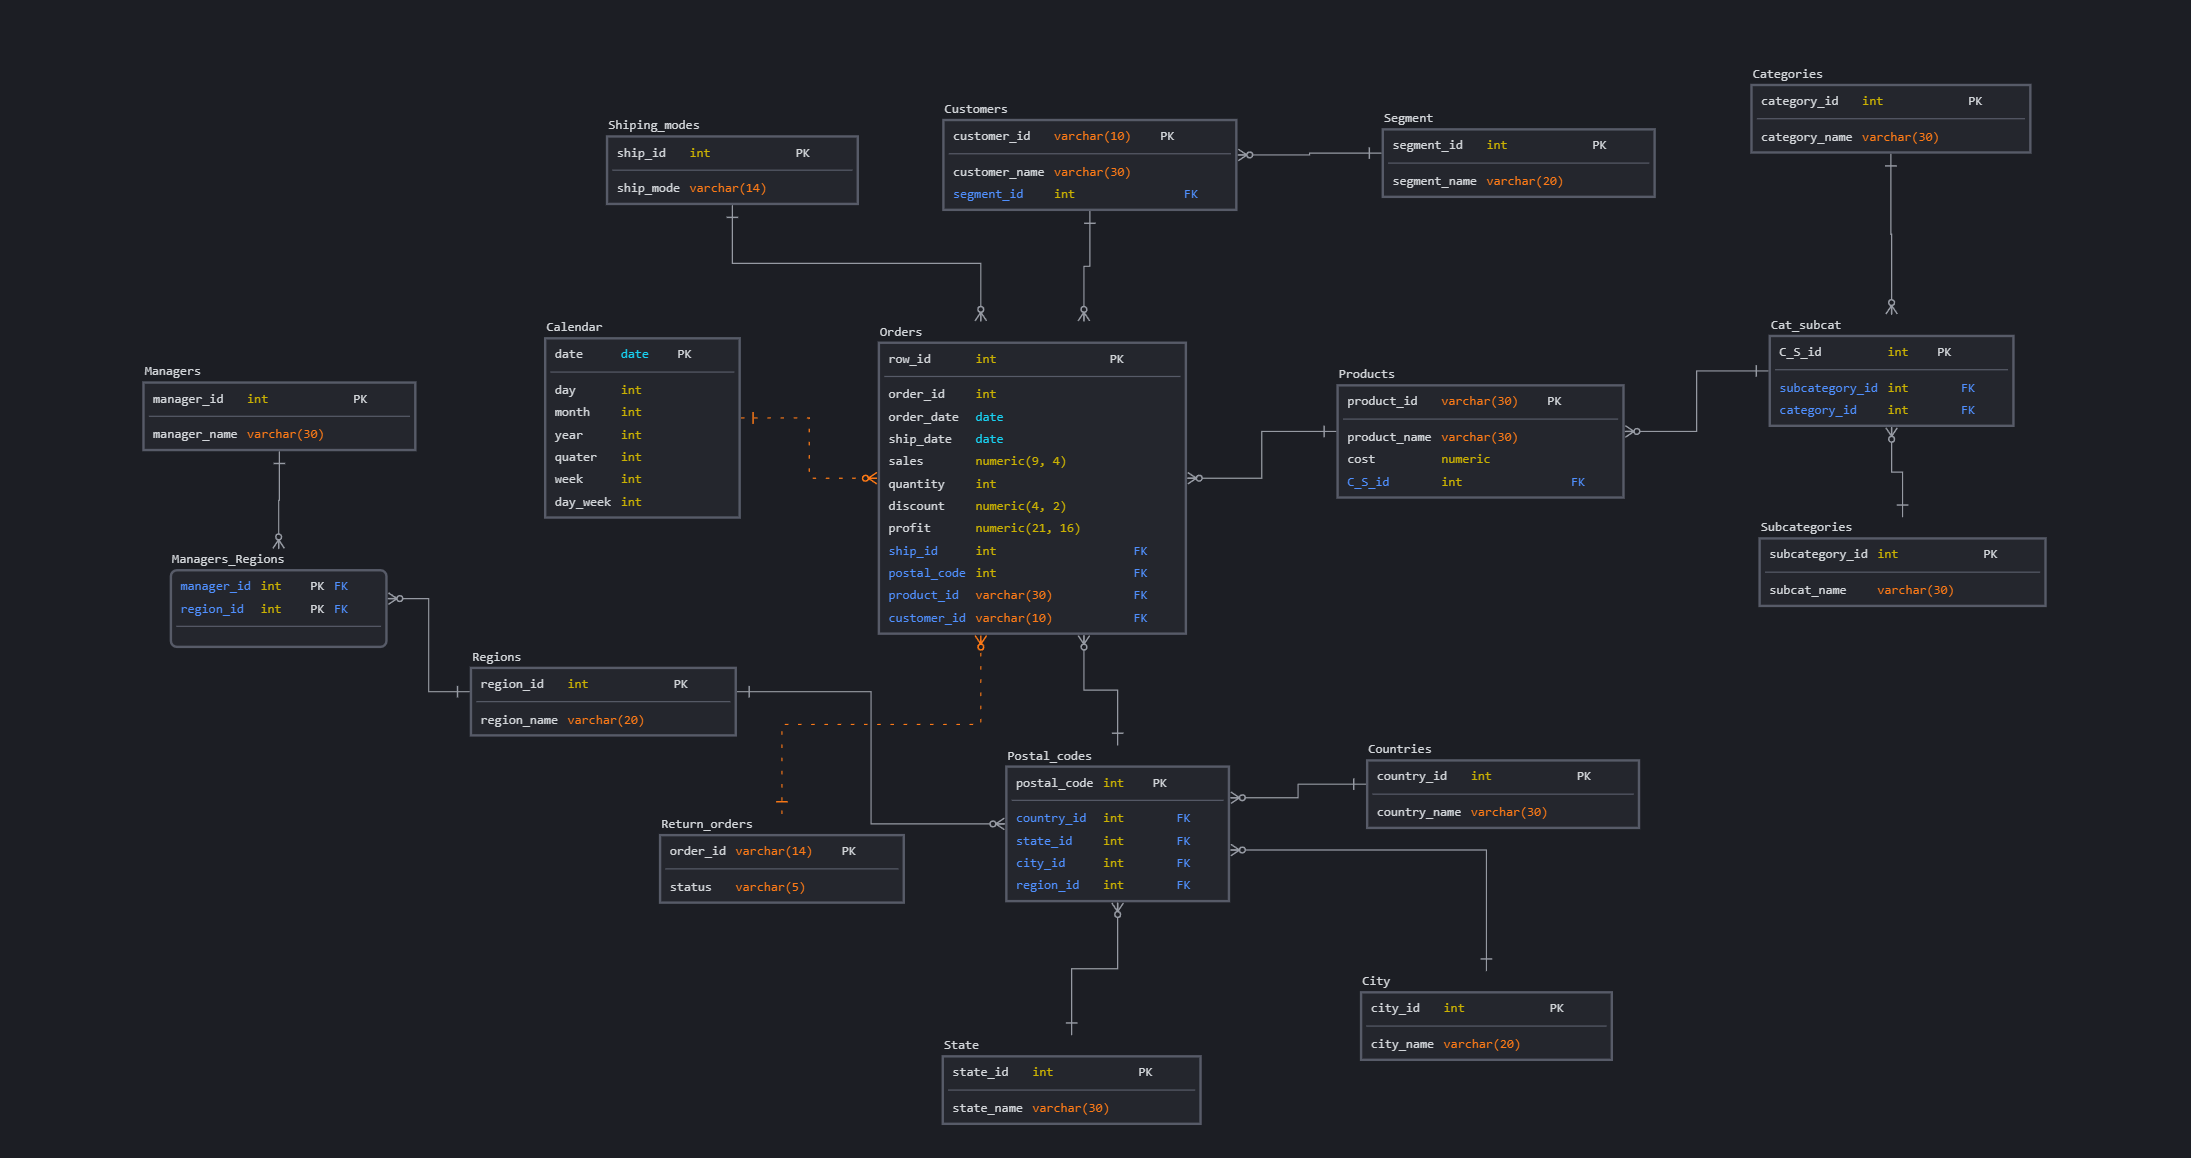 Categories
category_id int PK
category_name varchar(30)
Customers
customer_id varchar(10) PK
customer_name varchar(30)
segment_id int FK
Segment
segment_id int PK
segment_name varchar(20)
Shiping_modes
ship_id int PK
ship_mode varchar(14)
Calendar
date date PK
day int
month int
year int
quater int
week int
day_week int
Orders
row_id int PK
order_id int
order_date date
ship_date date
sales numeric(9, 4)
quantity int
discount numeric(4, 2)
profit numeric(21, 16)
ship_id int FK
postal_code int FK
product_id varchar(30) FK
customer_id varchar(10) FK
Cat_subcat
C_S_id int PK
subcategory_id int FK
category_id int FK
Products
product_id varchar(30) PK
product_name varchar(30)
cost numeric
C_S_id int FK
Managers
manager_id int PK
manager_name varchar(30)
Subcategories
subcategory_id int PK
subcat_name varchar(30)
Managers_Regions
manager_id int PK FK
region_id int PK FK
Regions
region_id int PK
region_name varchar(20)
Postal_codes
postal_code int PK
country_id int FK
state_id int FK
city_id int FK
region_id int FK
Countries
country_id int PK
country_name varchar(30)
Return_orders
order_id varchar(14) PK
status varchar(5)
City
city_id int PK
city_name varchar(20)
State
state_id int PK
state_name varchar(30)